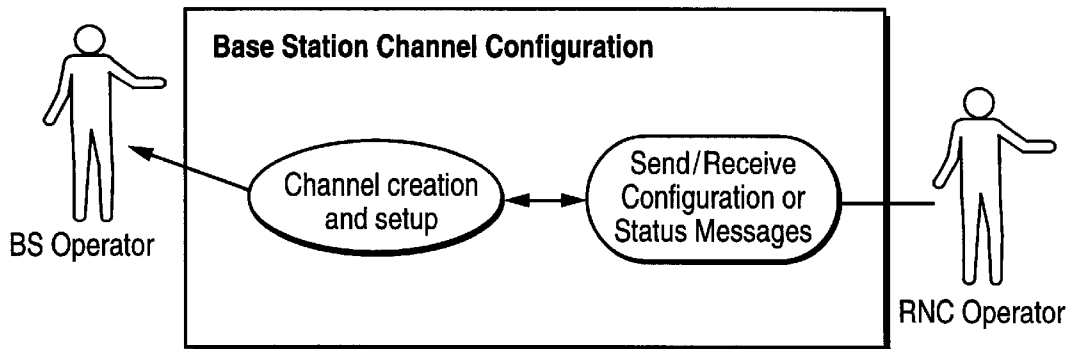 Base Station Channel Configuration
Channel creation
and setup
Send/Receive
Configuration or
Status Messages
BS Operator
RNC Operator